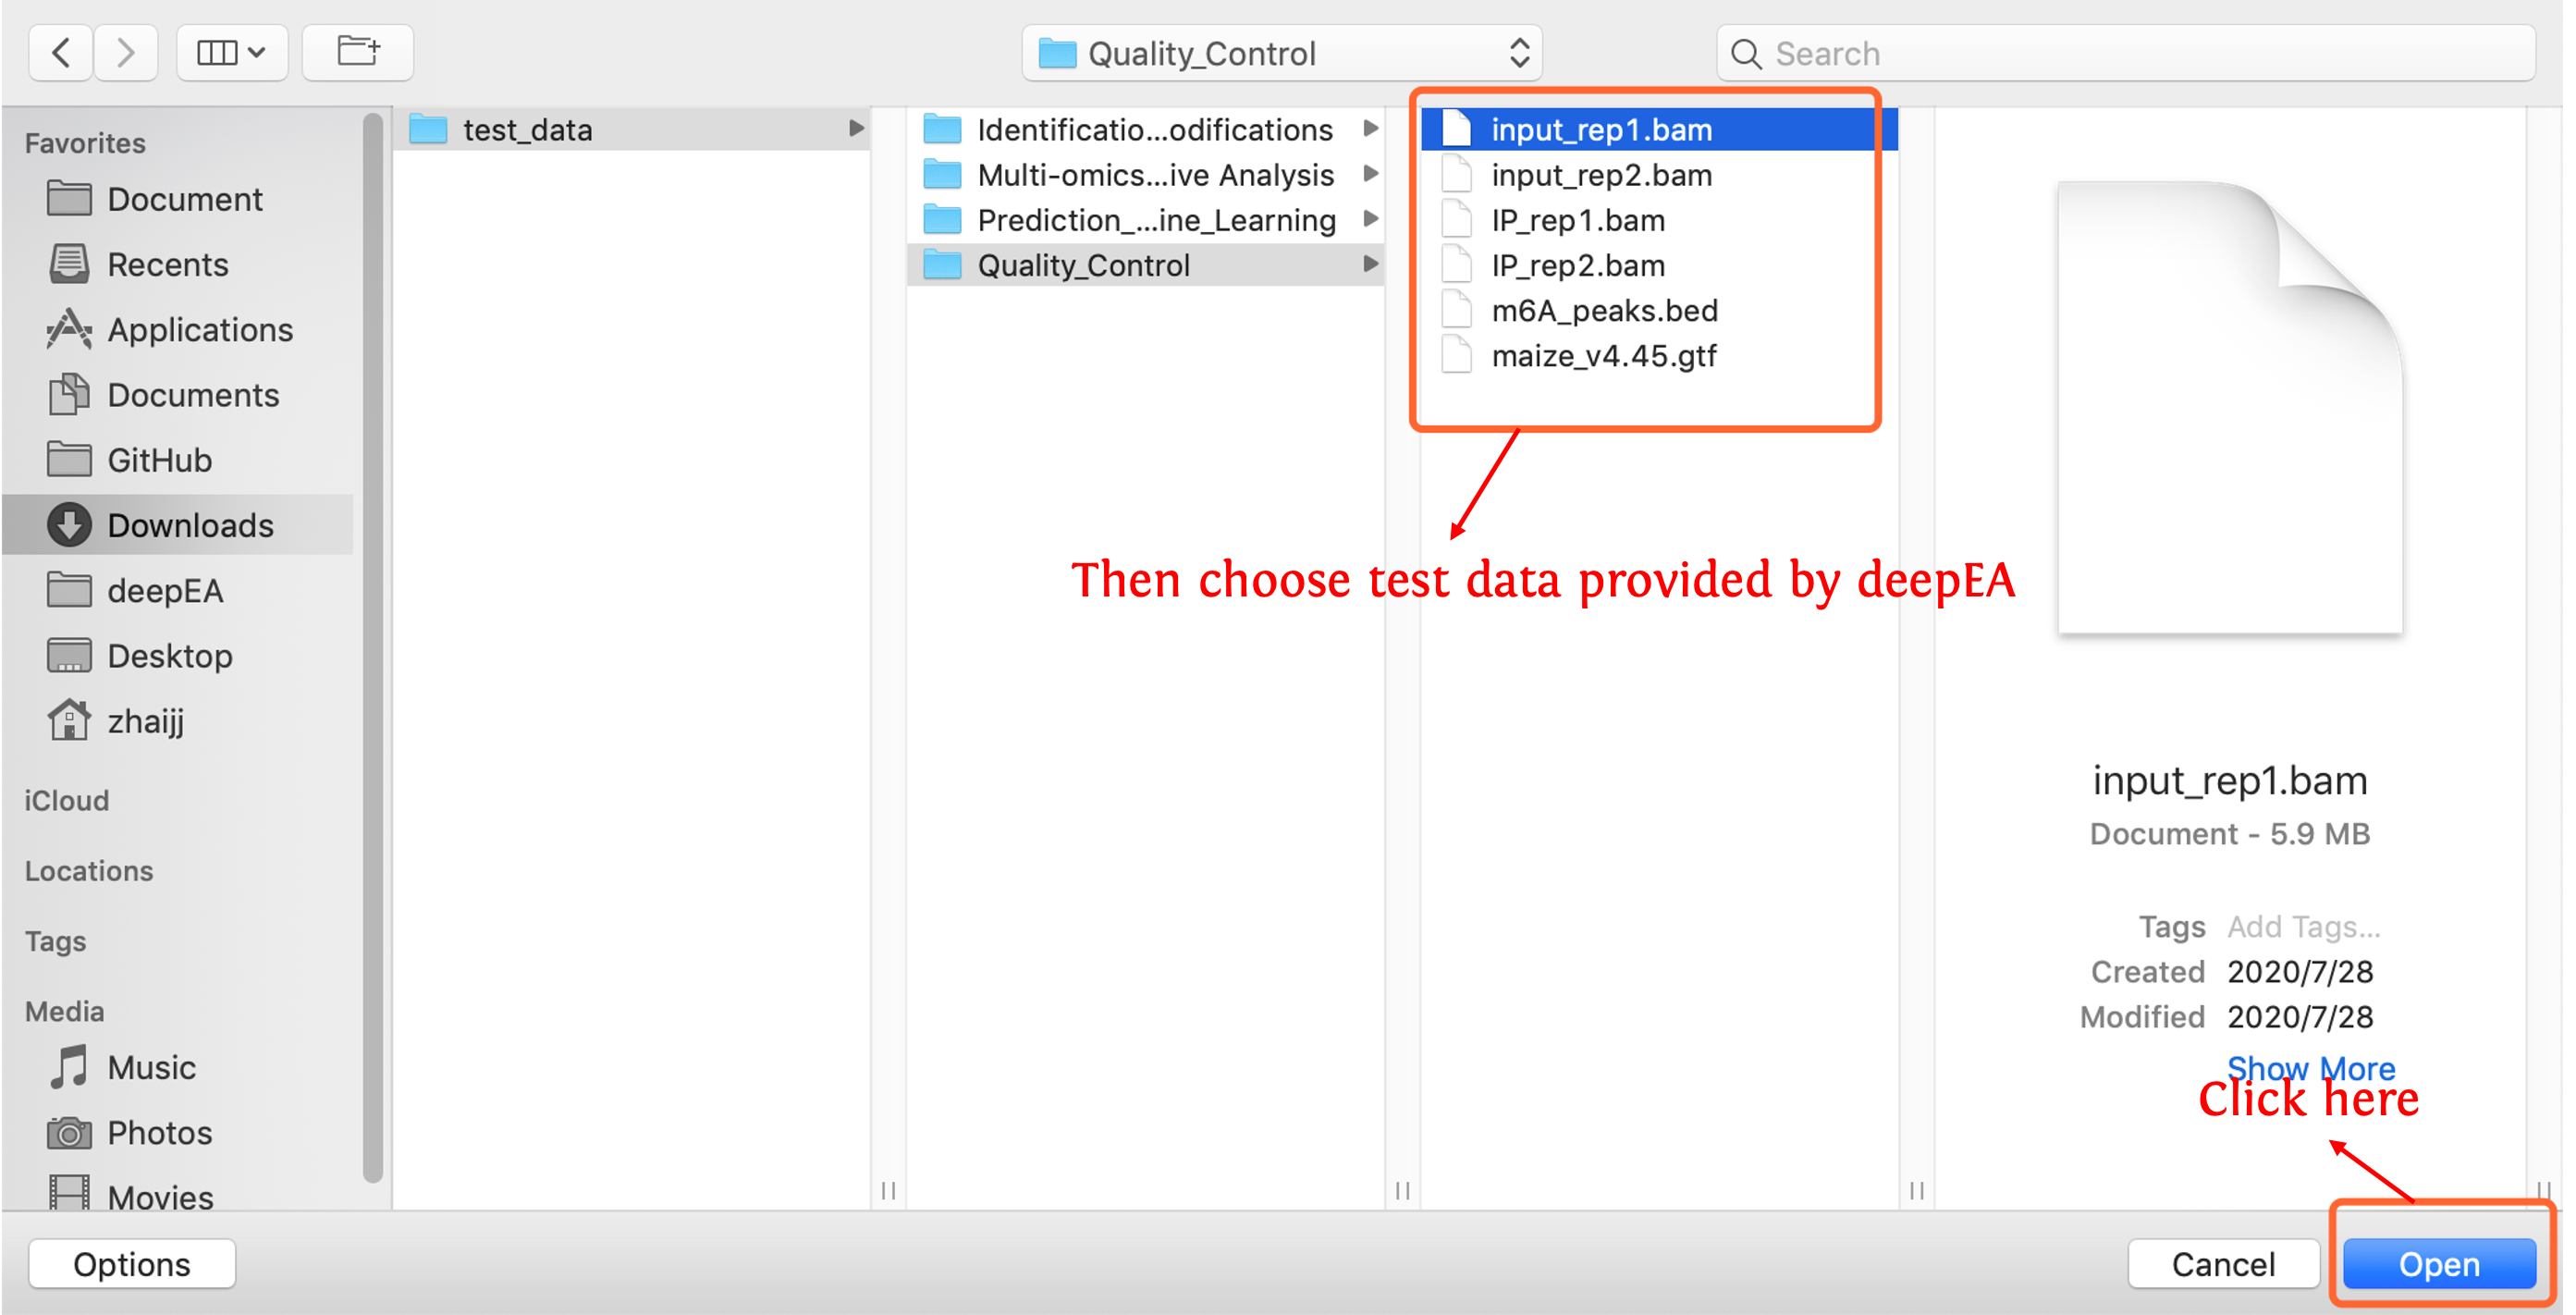 Quality_Control
Search
Favorites
Document
Recents
Applications
Documents
GitHub
Downloads
deepEA
Desktop
zhaijj
iCloud
Locations
Tags
Media
Music
Photos
Movies
test_data
Identificatio...odifications
Multi-omics...ive Analysis
Prediction_...ine_Learning
Quality_Control
input_rep1.bam
input_rep2.bam
IP_rep1.bam
IP_rep2.bam
m6A_peaks.bed
maize_v4.45.gtf
Then choose test data provided by deepEA
input_rep1.bam
Document - 5.9 MB
Tags Add Tags...
Created 2020/7/28
Modified 2020/7/28
Show More
Click here
Options
Cancel
Open